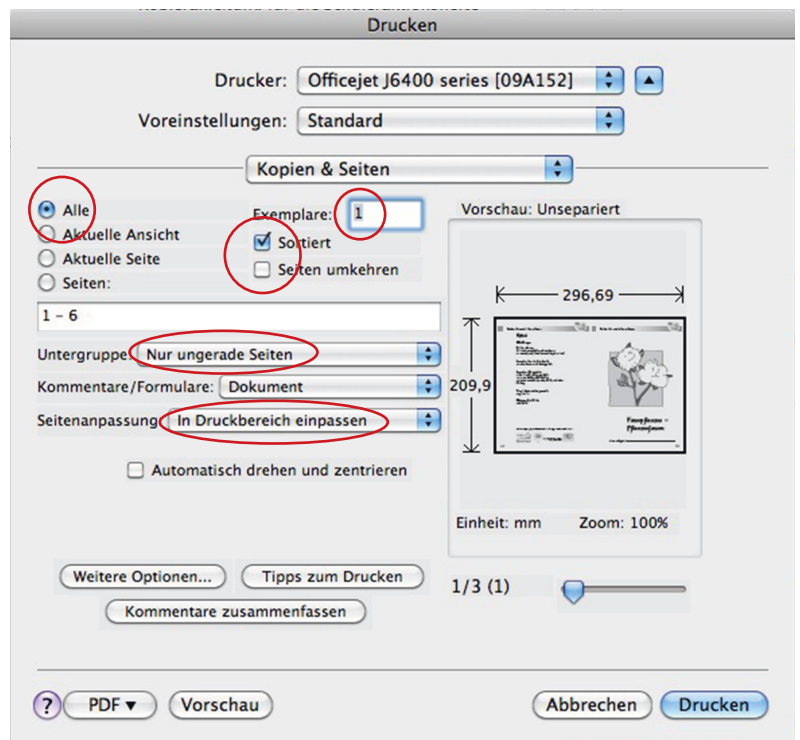 Drucken
Drucker: Officejet J6400 series [09A152]
Voreinstellungen: Standard
Kopien & Seiten
Alle
Aktuelle Ansicht
Aktuelle Seite
Seiten:
Exemplare: 1
Sortiert
Seiten umkehren
1 - 6
Untergruppe: Nur ungerade Seiten
Kommentare/Formulare: Dokument
Seitenanpassung: In Druckbereich einpassen
Automatisch drehen und zentrieren
Weitere Optionen...
Tipps zum Drucken
Kommentare zusammenfassen
Vorschau: Unsepariert
296,69
209,9
Einheit: mm
Zoom: 100%
1/3 (1)
?
PDF ▼
Vorschau
Abbrechen
Drucken